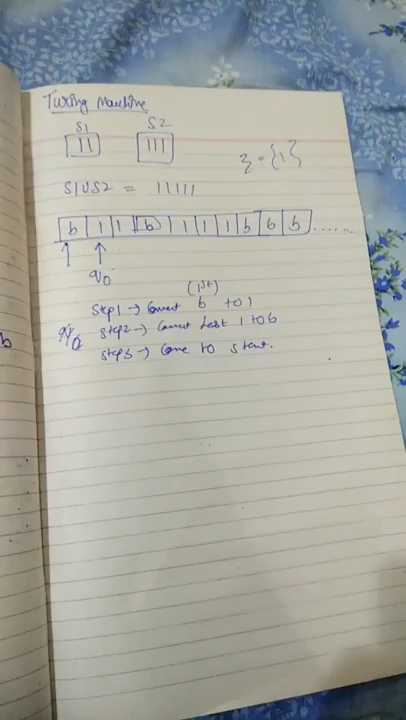 Turing Machine
S1 S2
11 111
Σ = {1}
S1US2 = 11111
b 1 1 b 1 1 1 b b b ......
q0
(1st)
Step1 → Convert b to 1
Step2 → Convert last 1 to b
Step3 → Come to start.
b